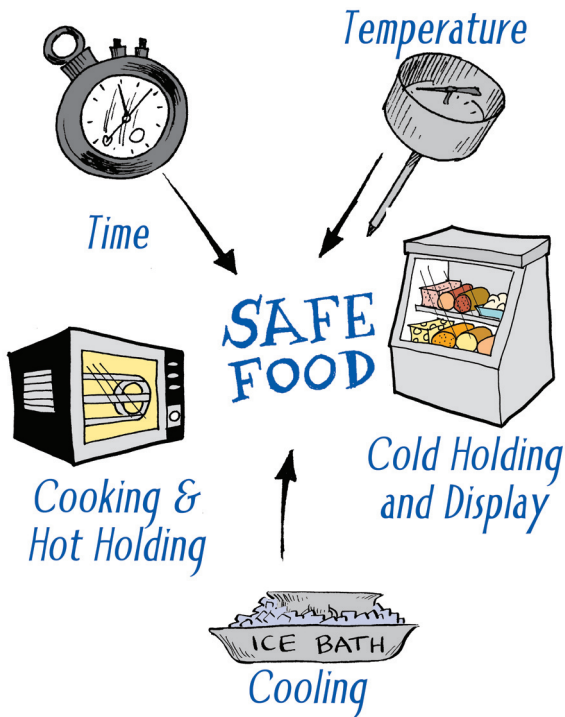 Temperature
Time
SAFE
FOOD
Cold Holding
and Display
Cooking &
Hot Holding
ICE BATH
Cooling